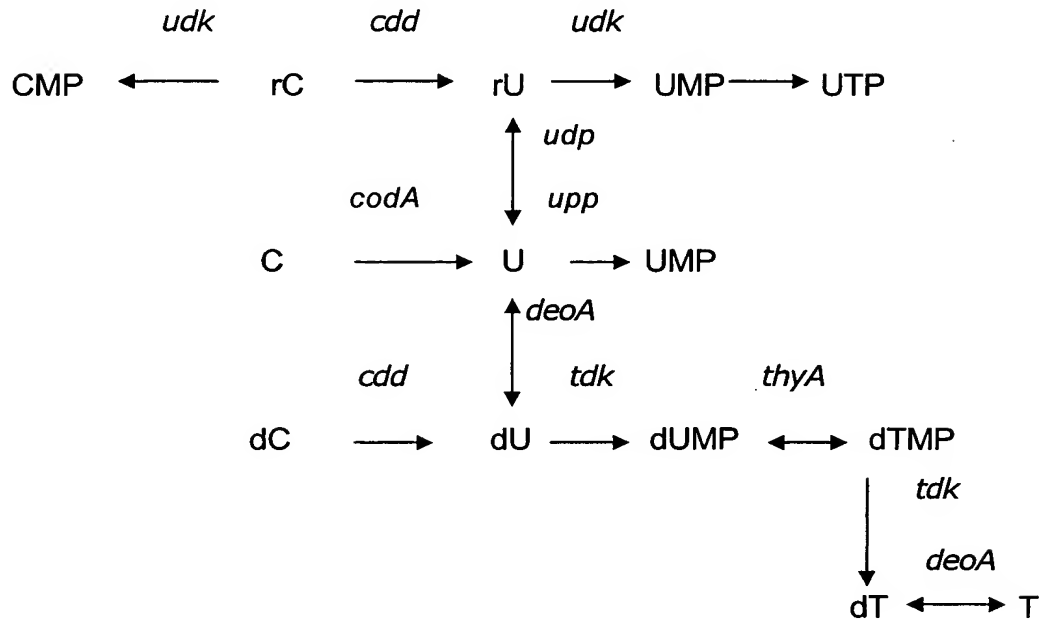 udk cdd udk
CMP rC rU UMP UTP
udp
codA upp
C U UMP
deoA
cdd tdk thyA
dC dU dUMP dTMP
tdk
deoA
dT T